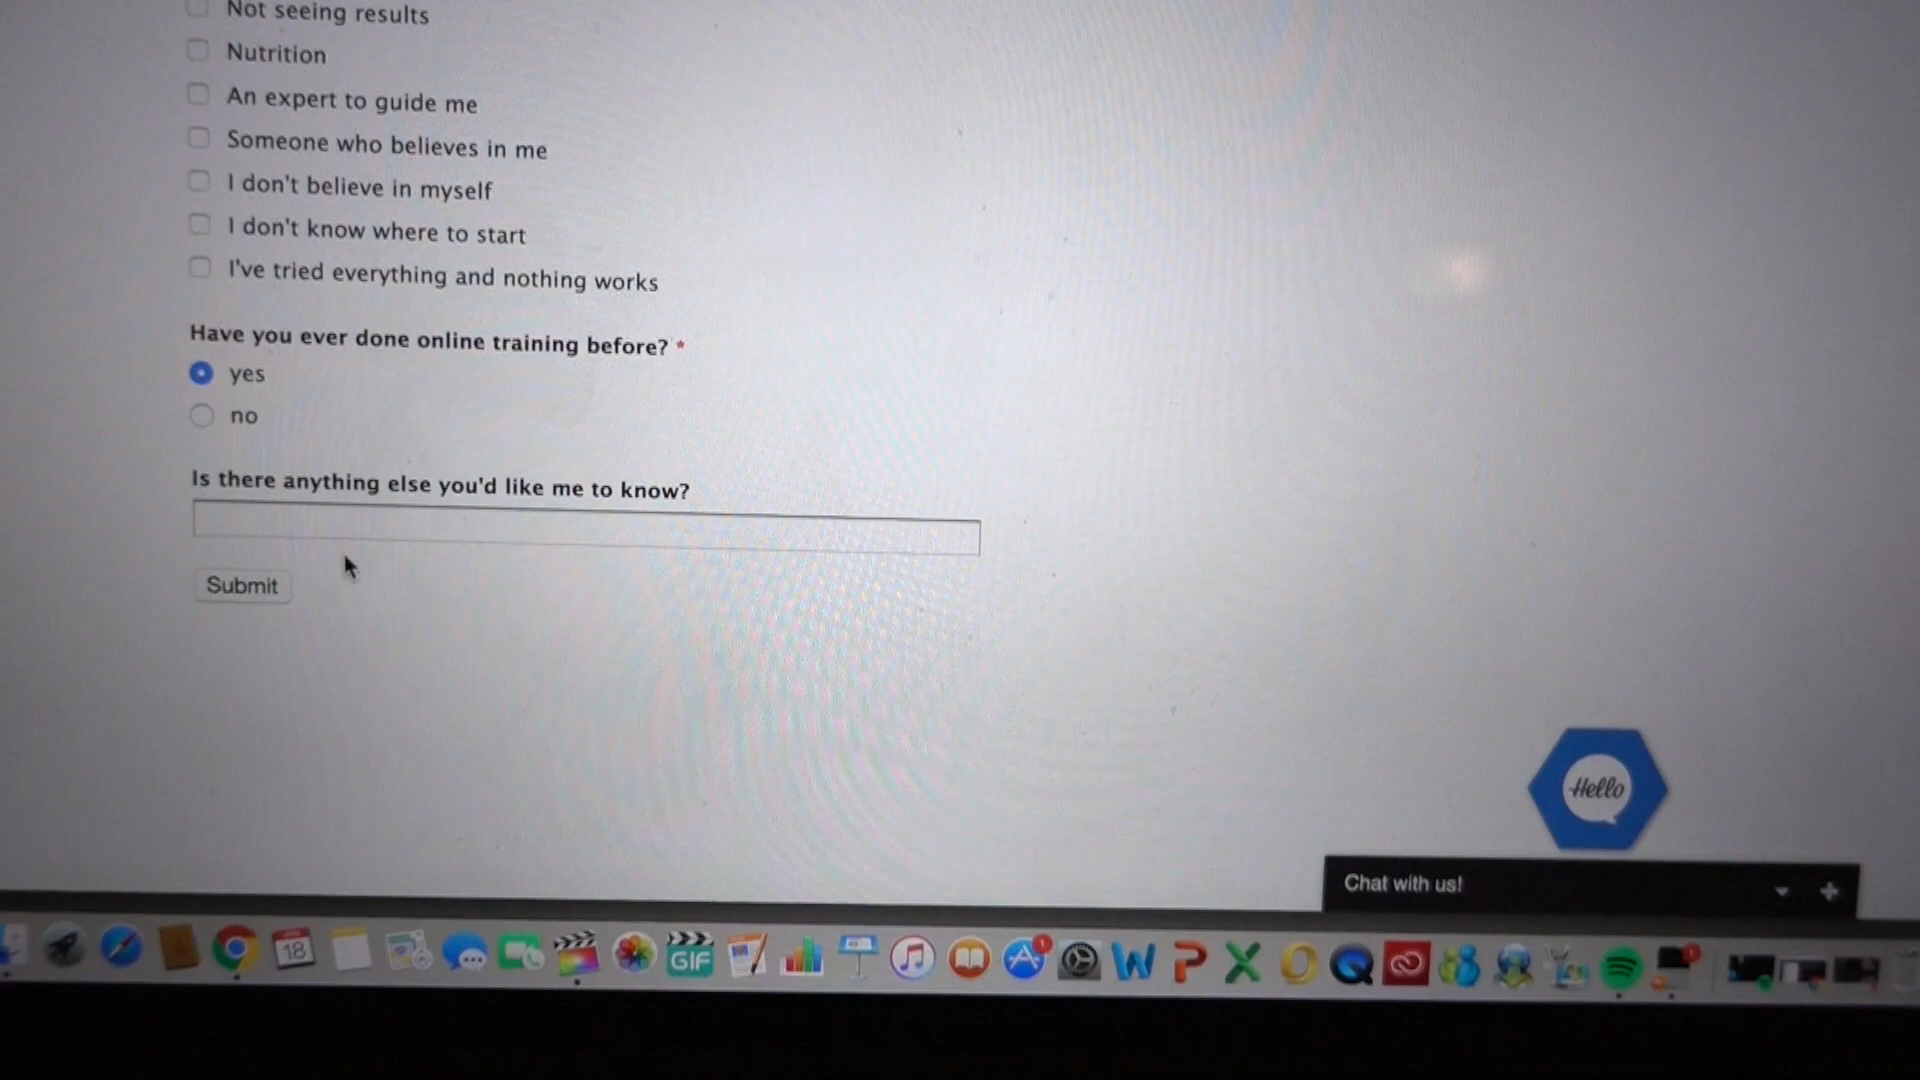 Not seeing results
Nutrition
An expert to guide me
Someone who believes in me
I don't believe in myself
I don't know where to start
I've tried everything and nothing works
Have you ever done online training before? *
yes
no
Is there anything else you'd like me to know?
Submit
Hello
Chat with us!
18
GIF